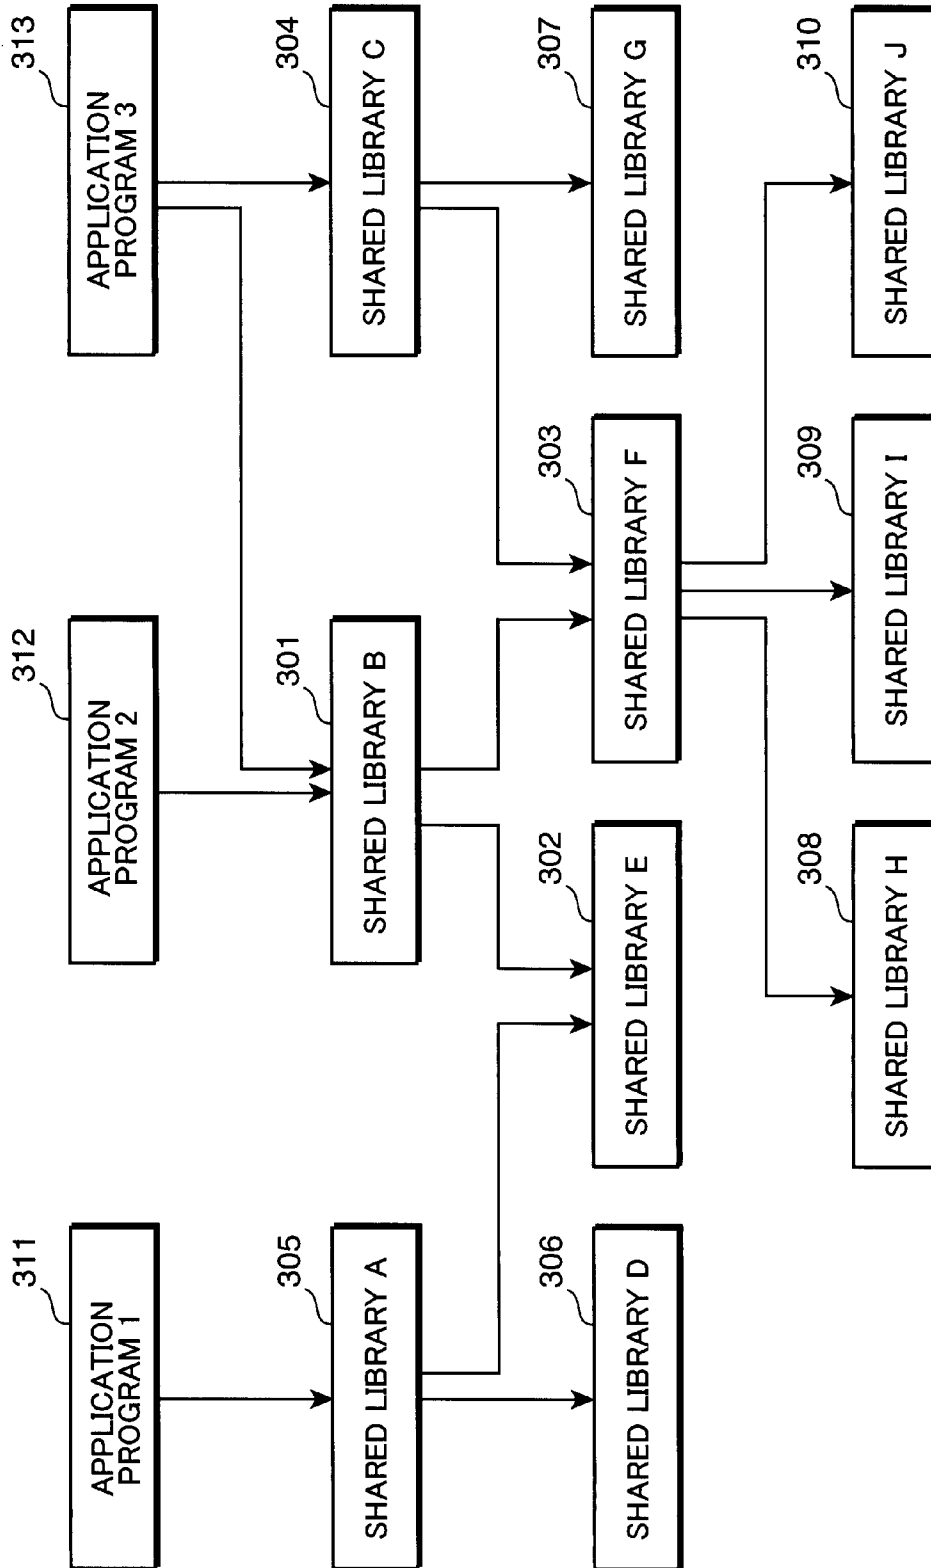 311
APPLICATION
PROGRAM 1
312
APPLICATION
PROGRAM 2
313
APPLICATION
PROGRAM 3
305
SHARED LIBRARY A
301
SHARED LIBRARY B
304
SHARED LIBRARY C
306
SHARED LIBRARY D
302
SHARED LIBRARY E
303
SHARED LIBRARY F
307
SHARED LIBRARY G
308
SHARED LIBRARY H
309
SHARED LIBRARY I
310
SHARED LIBRARY J